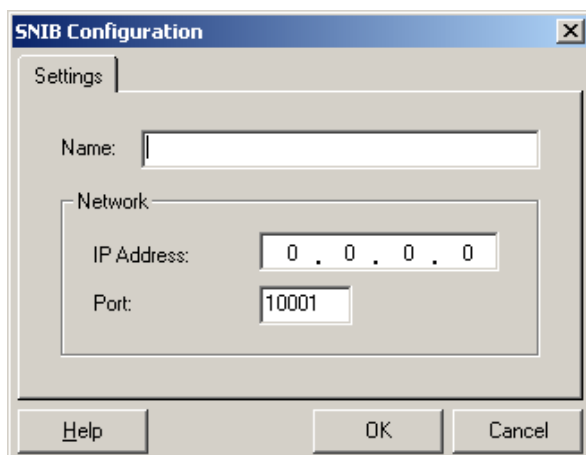 SNIB Configuration
Settings
Name:
Network
IP Address: 0 . 0 . 0 . 0
Port: 10001
Help OK Cancel